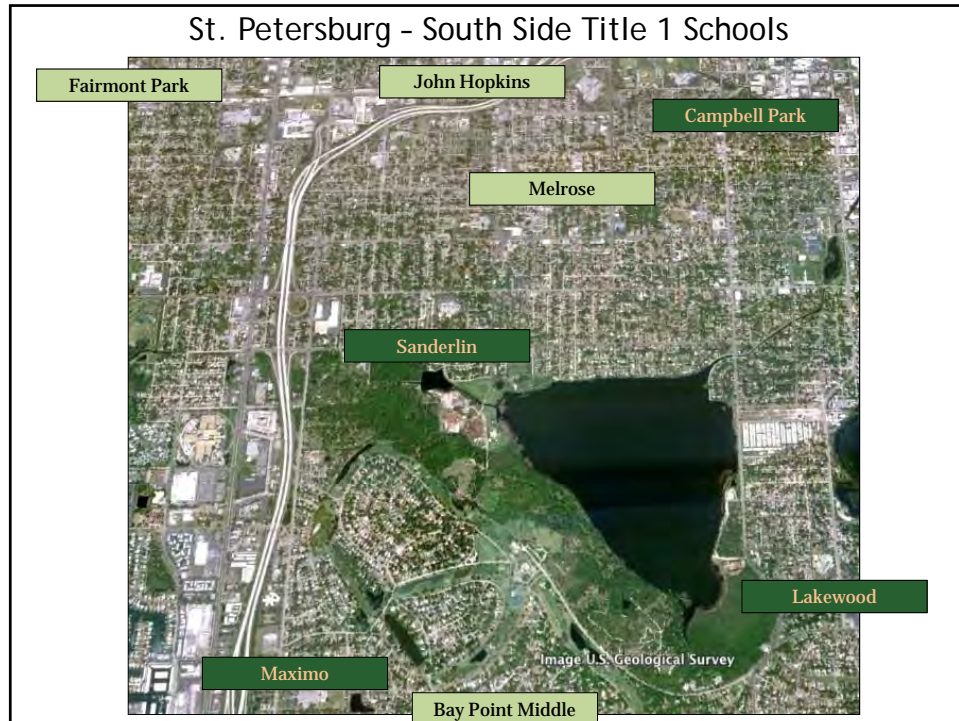 St. Petersburg – South Side Title 1 Schools
Fairmont Park
John Hopkins
Campbell Park
Melrose
Sanderlin
Lakewood
Image U.S. Geological Survey
Maximo
Bay Point Middle